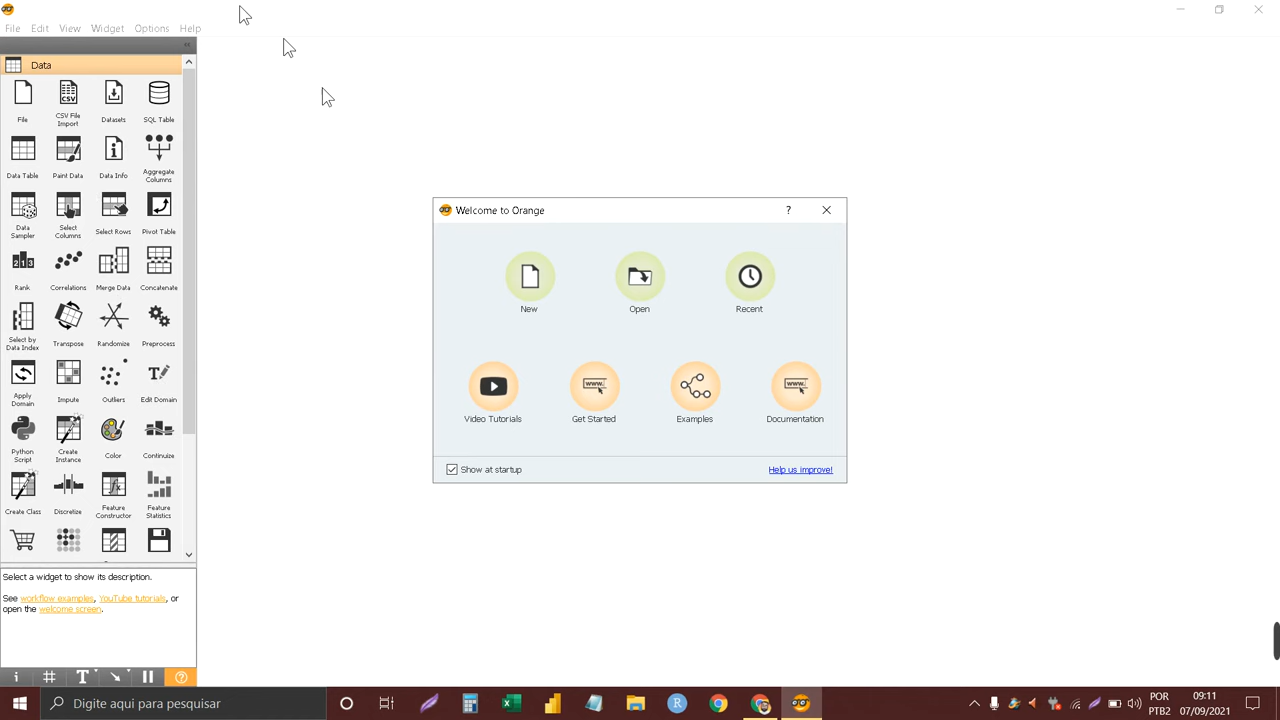 File Edit View Widget Options Help
Data
File CSV File Import Datasets SQL Table
Data Table Paint Data Data Info Aggregate Columns
Data Sampler Select Columns Select Rows Pivot Table
Rank Correlations Merge Data Concatenate
Select by Data Index Transpose Randomize Preprocess
Apply Domain Impute Outliers Edit Domain
Python Script Create Instance Color Continuize
Create Class Discretize Feature Constructor Feature Statistics
Welcome to Orange ?
New Open Recent
WWW. WWW.
Video Tutorials Get Started Examples Documentation
Show at startup Help us improve!
Select a widget to show its description.
See workflow examples, YouTube tutorials, or
open the welcome screen.
i # T ?
Digite aqui para pesquisar
POR 09:11
PTB2 07/09/2021